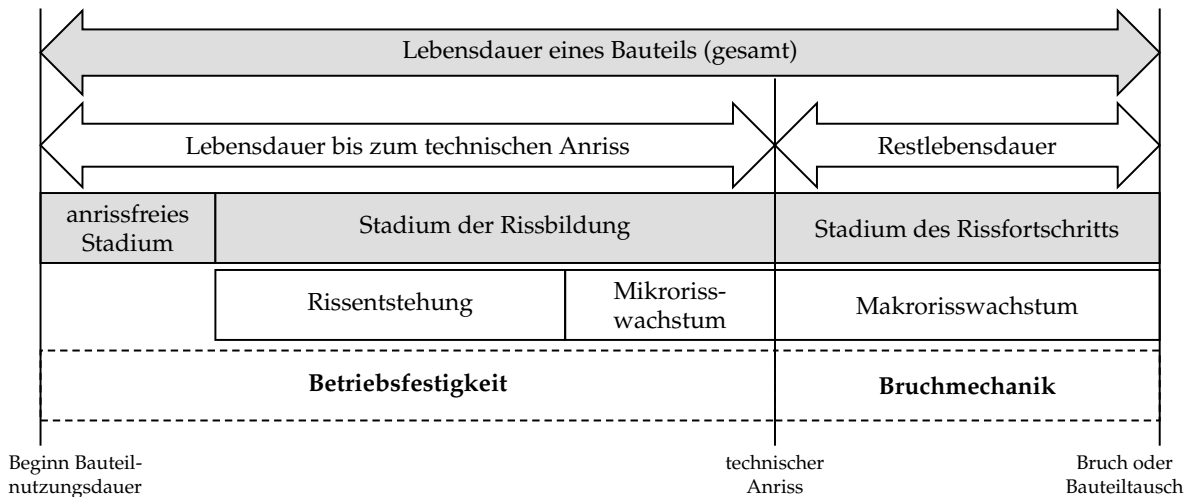 Lebensdauer eines Bauteils (gesamt)
Lebensdauer bis zum technischen Anriss
Restlebensdauer
anrissfreies
Stadium
Stadium der Rissbildung
Stadium des Rissfortschritts
Rissentstehung
Mikroriss-
wachstum
Makrorisswachstum
Betriebsfestigkeit
Bruchmechanik
Beginn Bauteil-
nutzungsdauer
technischer
Anriss
Bruch oder
Bauteiltausch